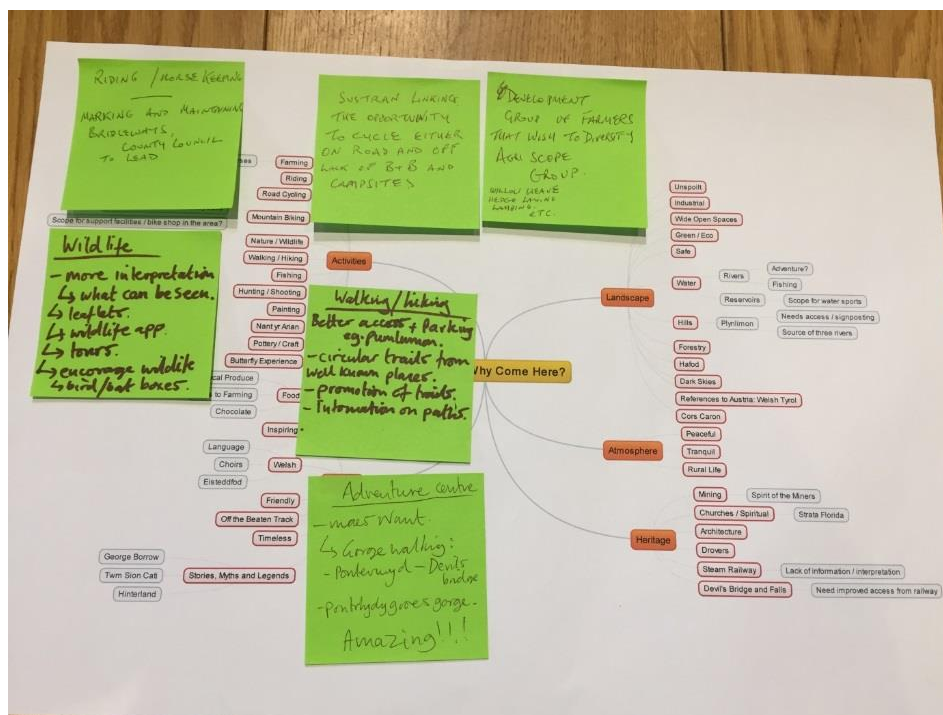 RIDING / HORSE KEEPING
MARKING AND MAINTAINING
BRIDLEWAYS,
COUNTY COUNCIL
TO LEAD
SUSTRAN LINKING
THE OPPORTUNITY
TO CYCLE EITHER
ON ROAD AND OFF
LACK OF B+B AND
CAMPSITES
DEVELOPMENT
GROUP OF FARMERS
THAT WISH TO DIVERSITY
AGRI SCOPE
GROUP.
WILLOW WEAVE
HEDGE LAYING
LAMBING.
ETC.
Farming
Riding
Road Cycling
Mountain Biking
Scope for support facilities / bike shop in the area?
Nature / Wildlife
Walking / Hiking
Fishing
Hunting / Shooting
Painting
Nant yr Arian
Pottery / Craft
Butterfly Experience
Food
Produce
to Farming
Chocolate
Activities
Wildlife
- more interpretation
↳ what can be seen.
↳ leaflets.
↳ wildlife app.
↳ tours.
↳ encorage wildlife
↳ bird/bat boxes.
Walking/hiking
Better access + Parking
eg. pumlumon.
- circular trails from
well known places.
- promotion of trails.
- Information on paths.
Why Come Here?
Inspiring
Welsh
Language
Choirs
Eisteddfod
Friendly
Off the Beaten Track
Timeless
Stories, Myths and Legends
George Borrow
Twm Sion Cati
Hinterland
Adventure centre
- maes Want.
↳ Gorge walking:
- Ponterwyd - Devils
bridge
- pontrhydygroes gorge.
Amazing!!!
Landscape
Unspoilt
Industrial
Wide Open Spaces
Green / Eco
Safe
Water
Rivers
Adventure?
Fishing
Reservoirs
Scope for water sports
Hills
Plynlimon
Needs access / signposting
Source of three rivers
Forestry
Hafod
Dark Skies
References to Austria: Welsh Tyrol
Cors Caron
Atmosphere
Peaceful
Tranquil
Rural Life
Heritage
Mining
Spirit of the Miners
Churches / Spiritual
Strata Florida
Architecture
Drovers
Steam Railway
Lack of information / interpretation
Devil's Bridge and Falls
Need improved access from railway